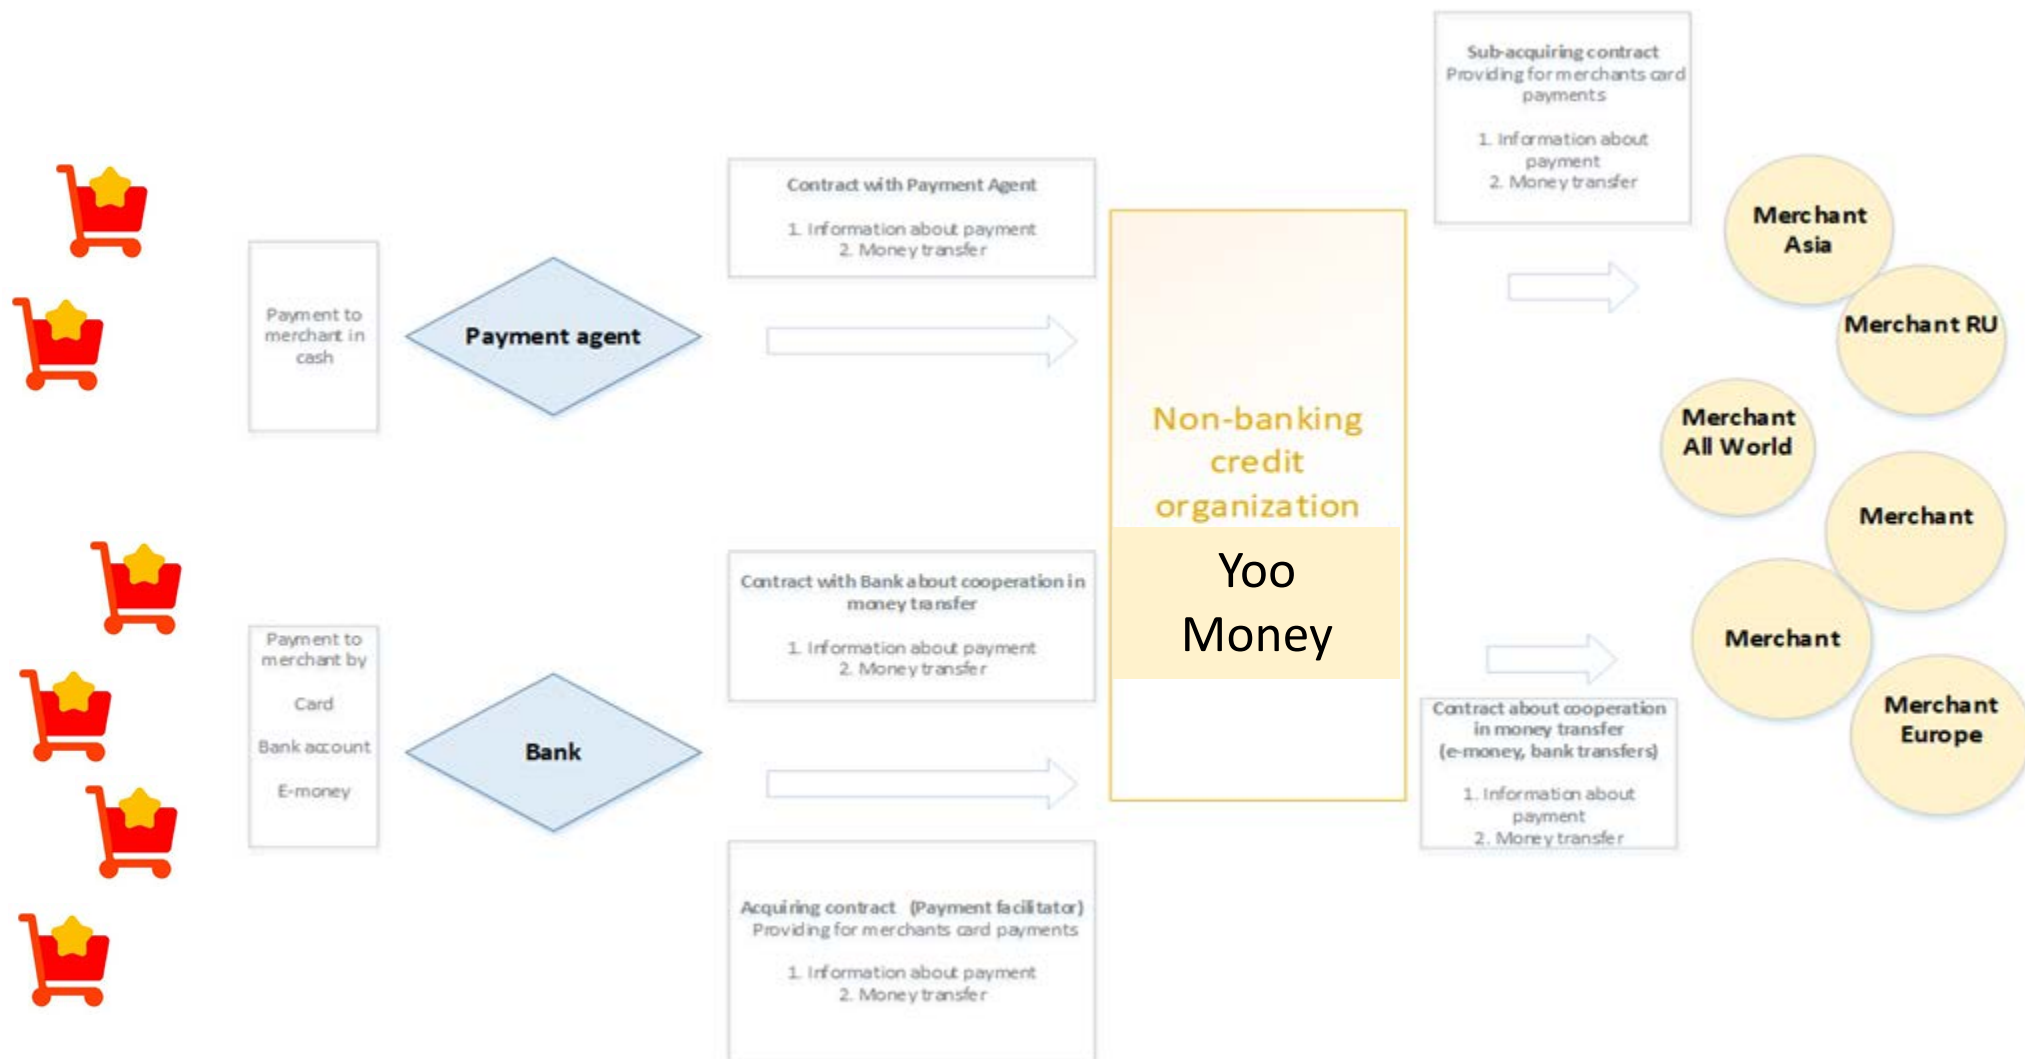 Payment to
merchant in
cash
Payment agent
Contract with Payment Agent
1. Information about payment
2. Money transfer
Payment to
merchant by
Card
Bank account
E-money
Bank
Contract with Bank about cooperation in
money transfer
1. Information about payment
2. Money transfer
Acquiring contract (Payment facilitator)
Providing for merchants card payments
1. Information about payment
2. Money transfer
Non-banking
credit
organization
Yoo
Money
Sub-acquiring contract
Providing for merchants card
payments
1. Information about
payment
2. Money transfer
Contract about cooperation
in money transfer
(e-money, bank transfers)
1. Information about
payment
2. Money transfer
Merchant
Asia
Merchant RU
Merchant
All World
Merchant
Merchant
Merchant
Europe